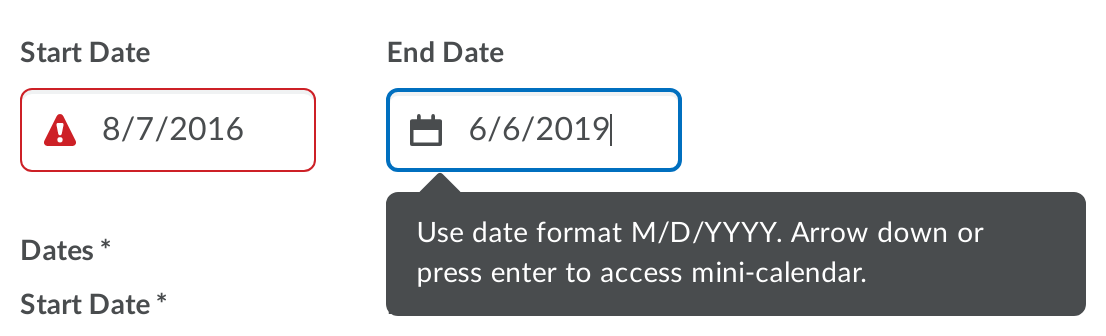 Start Date
End Date
8/7/2016
6/6/2019
Use date format M/D/YYYY. Arrow down or
press enter to access mini-calendar.
Dates *
Start Date *